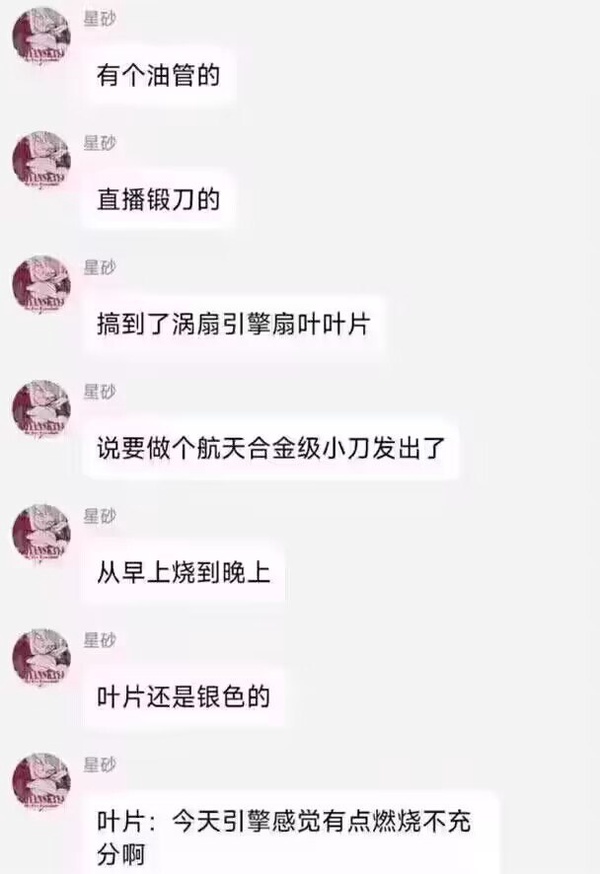 星砂
有个油管的
星砂
直播锻刀的
星砂
搞到了涡扇引擎扇叶叶片
星砂
说要做个航天合金级小刀发出了
星砂
从早上烧到晚上
星砂
叶片还是银色的
星砂
叶片：今天引擎感觉有点燃烧不充
分啊